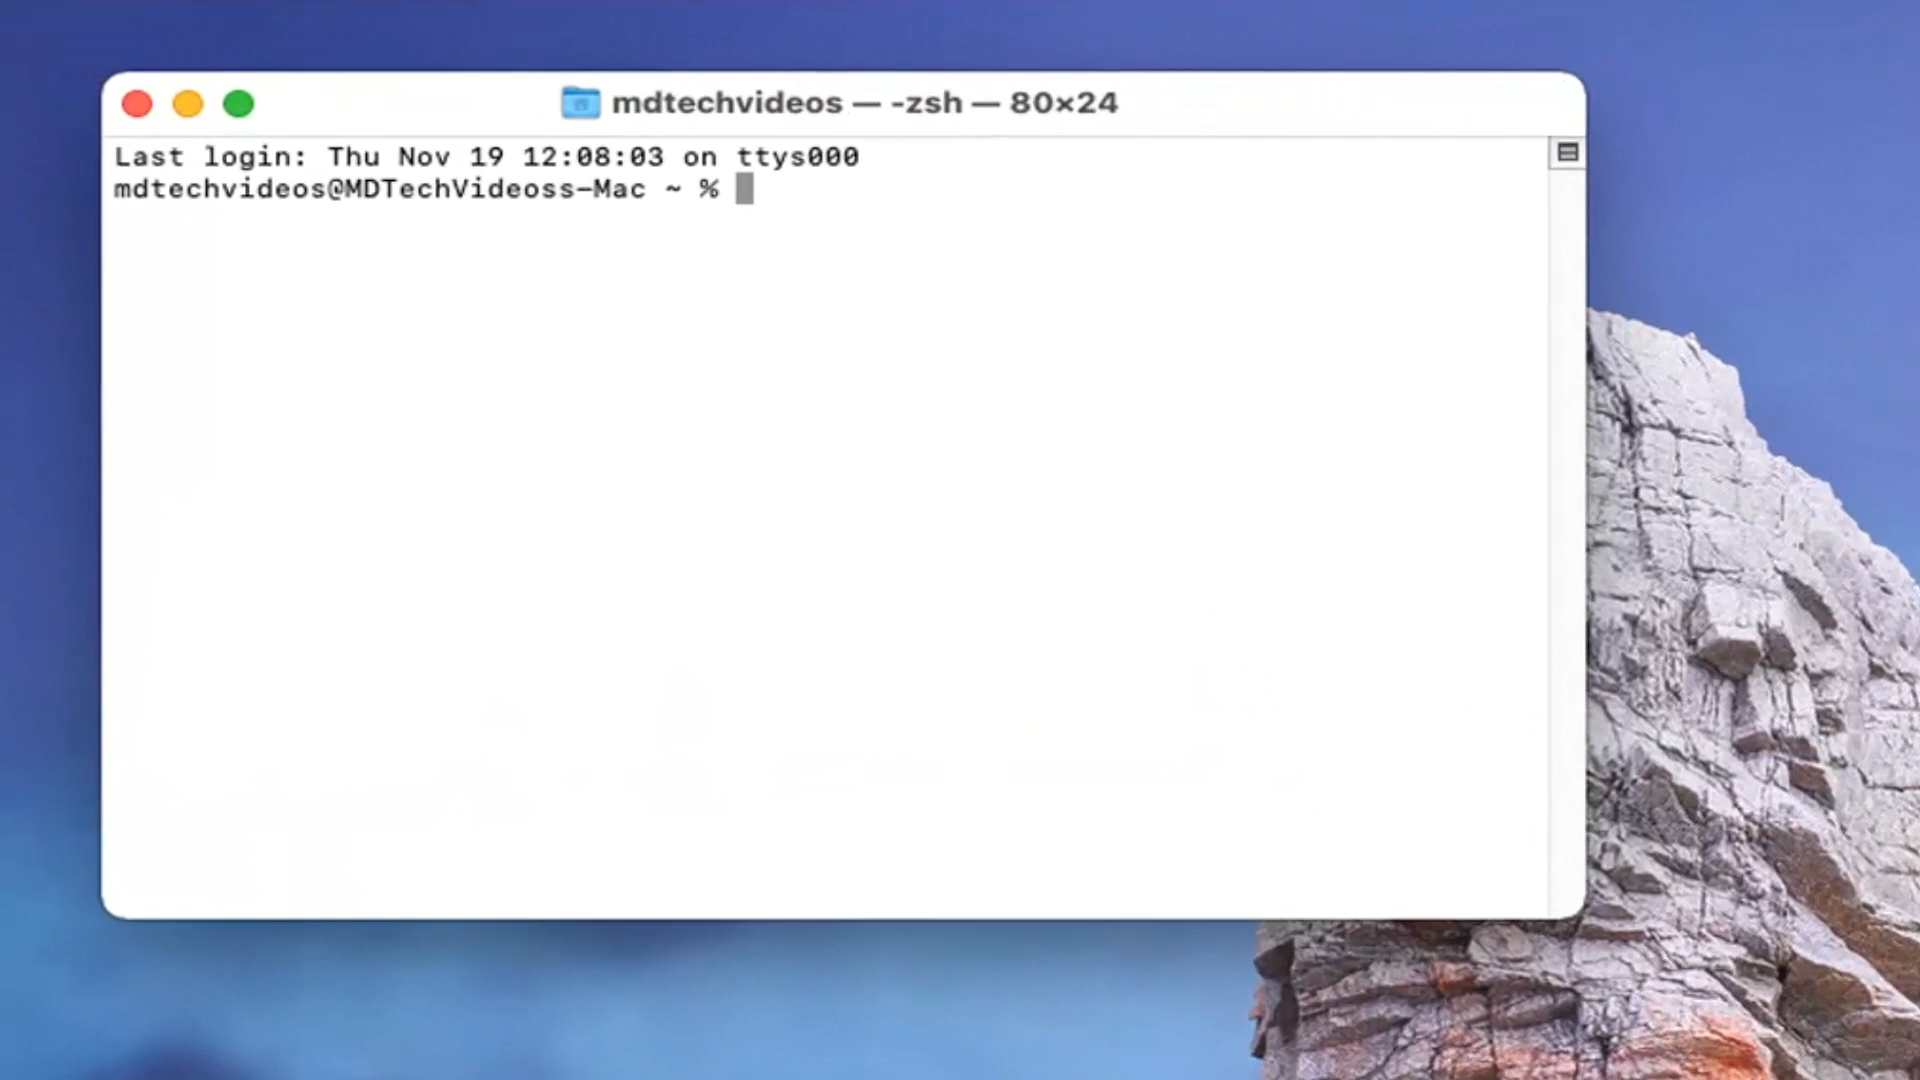 mdtechvideos — -zsh — 80×24
Last login: Thu Nov 19 12:08:03 on ttys000
mdtechvideos@MDTechVideoss-Mac ~ %